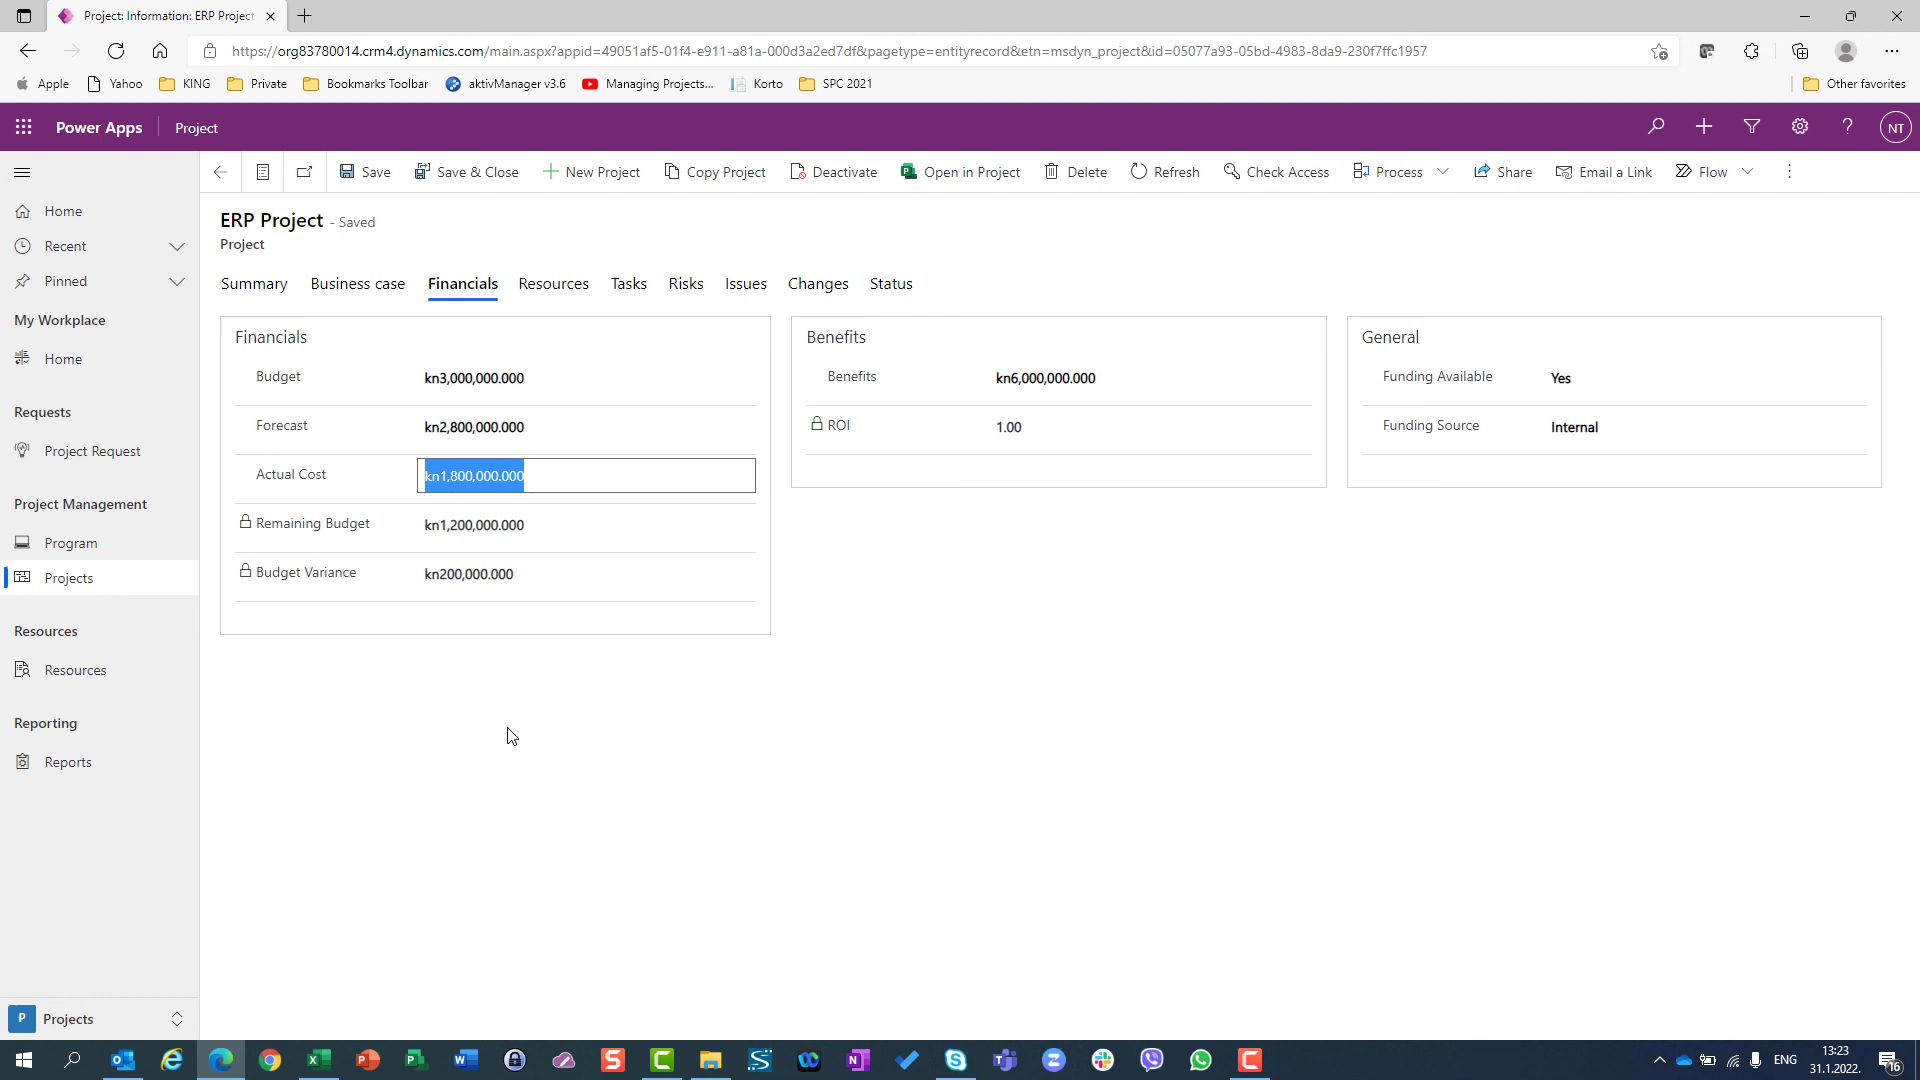 Project: Information: ERP Project
https://org83780014.crm4.dynamics.com/main.aspx?appid=49051af5-01f4-e911-a81a-000d3a2ed7df&pagetype=entityrecord&etn=msdyn_project&id=05077a93-05bd-4983-8da9-230f7ffc1957
Apple Yahoo KING Private Bookmarks Toolbar aktivManager v3.6 Managing Projects... Korto SPC 2021 Other favorites
Power Apps Project NT
Save Save & Close New Project Copy Project Deactivate Open in Project Delete Refresh Check Access Process Share Email a Link Flow
Home
Recent
Pinned
My Workplace
Home
Requests
Project Request
Project Management
Program
Projects
Resources
Resources
Reporting
Reports
P Projects
ERP Project - Saved
Project
Summary Business case Financials Resources Tasks Risks Issues Changes Status
Financials
Budget kn3,000,000.000
Forecast kn2,800,000.000
Actual Cost kn1,800,000.000
Remaining Budget kn1,200,000.000
Budget Variance kn200,000.000
Benefits
Benefits kn6,000,000.000
ROI 1.00
General
Funding Available Yes
Funding Source Internal
ENG
13:23
31.1.2022.
16